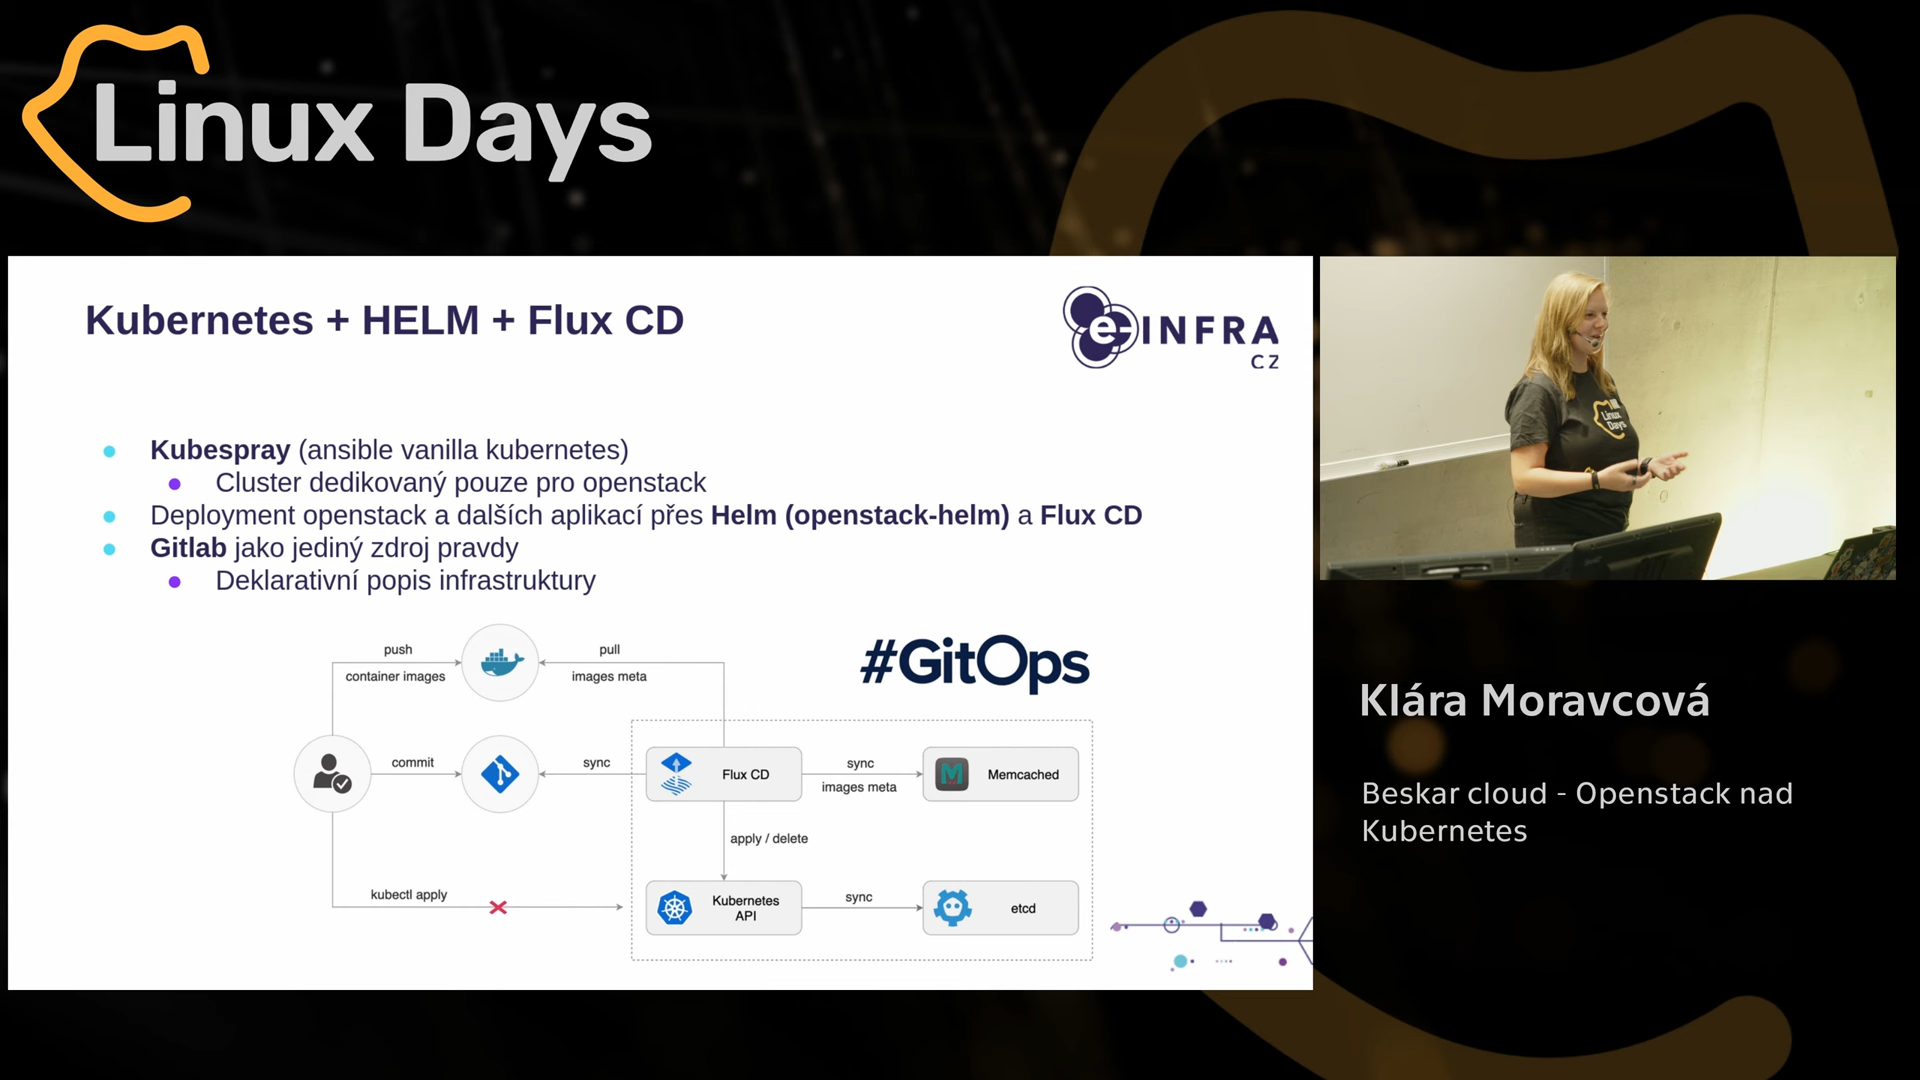 Linux Days
Kubernetes + HELM + Flux CD
e-INFRA
CZ
Kubespray (ansible vanilla kubernetes)
Cluster dedikovaný pouze pro openstack
Deployment openstack a dalších aplikací přes Helm (openstack-helm) a Flux CD
Gitlab jako jediný zdroj pravdy
Deklarativní popis infrastruktury
push
container images
pull
images meta
#GitOps
commit
sync
Flux CD
sync
images meta
Memcached
apply / delete
kubectl apply
Kubernetes
API
sync
etcd
Linux
Days
Klára Moravcová
Beskar cloud - Openstack nad
Kubernetes